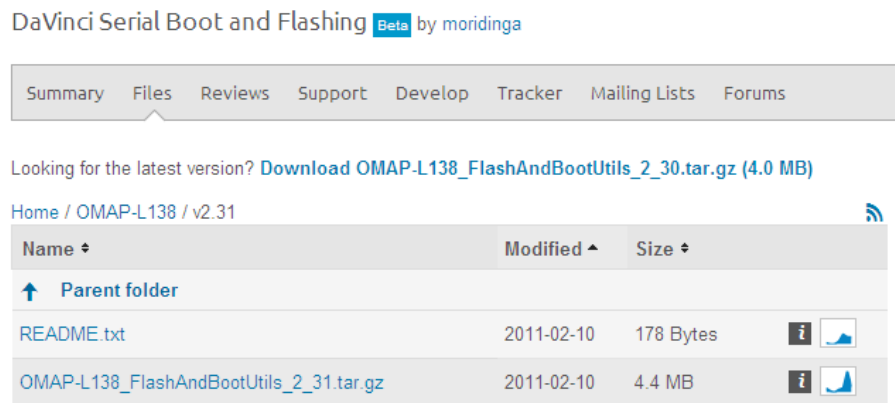 DaVinci Serial Boot and Flashing Beta by moridinga
Summary Files Reviews Support Develop Tracker Mailing Lists Forums
Looking for the latest version? Download OMAP-L138_FlashAndBootUtils_2_30.tar.gz (4.0 MB)
Home / OMAP-L138 / v2.31
Name Modified Size
Parent folder
README.txt 2011-02-10 178 Bytes i
OMAP-L138_FlashAndBootUtils_2_31.tar.gz 2011-02-10 4.4 MB i